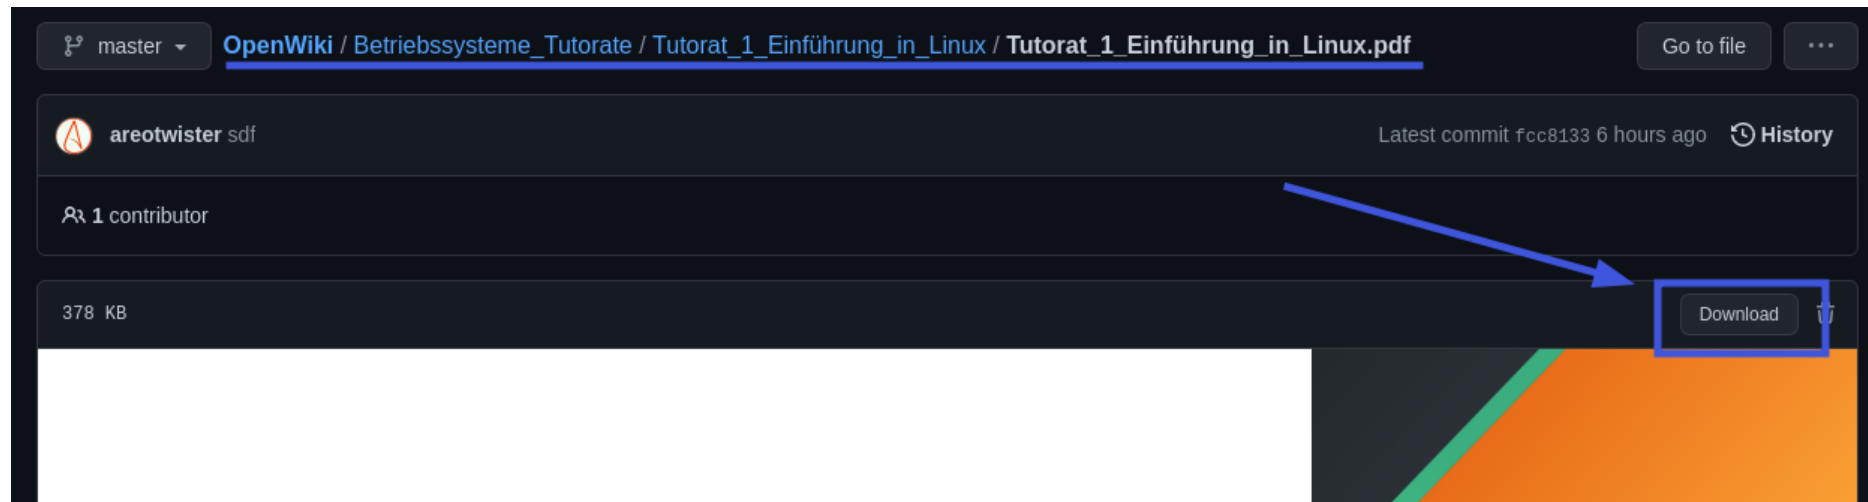 master OpenWiki / Betriebssysteme_Tutorate / Tutorat_1_Einführung_in_Linux / Tutorat_1_Einführung_in_Linux.pdf Go to file ···
areotwister sdf Latest commit fcc8133 6 hours ago History
1 contributor
378 KB Download